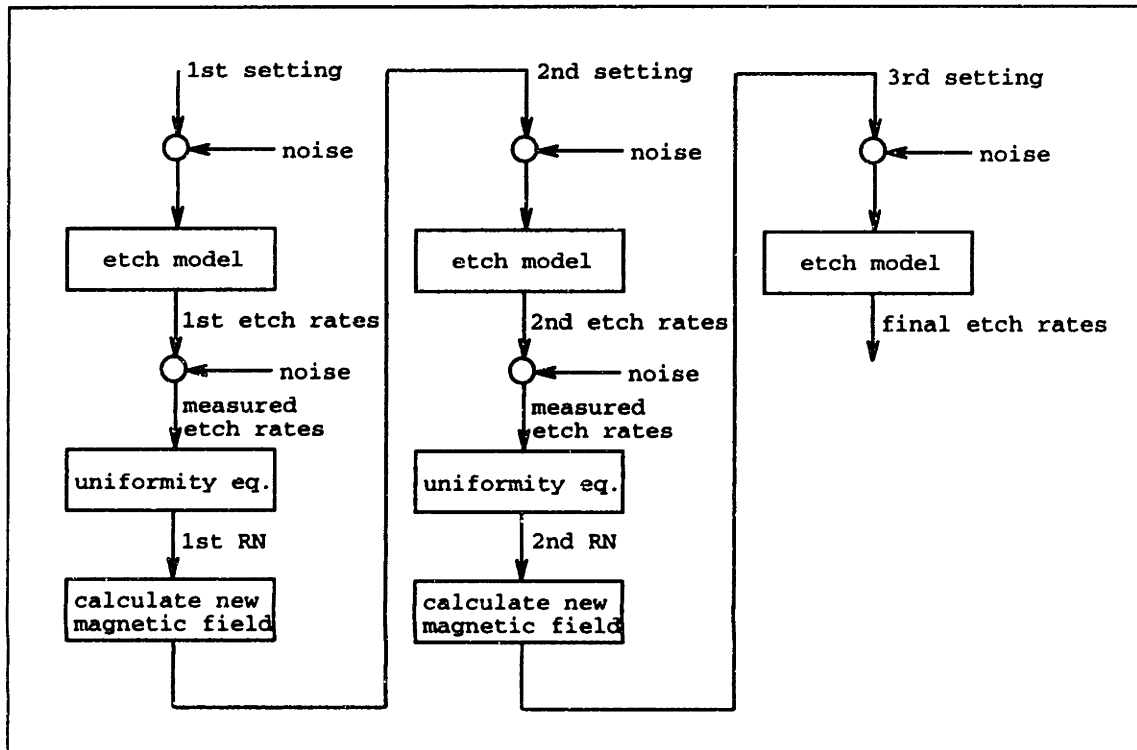 1st setting
noise
etch model
1st etch rates
noise
measured
etch rates
uniformity eq.
1st RN
calculate new
magnetic field
2nd setting
noise
etch model
2nd etch rates
noise
measured
etch rates
uniformity eq.
2nd RN
calculate new
magnetic field
3rd setting
noise
etch model
final etch rates